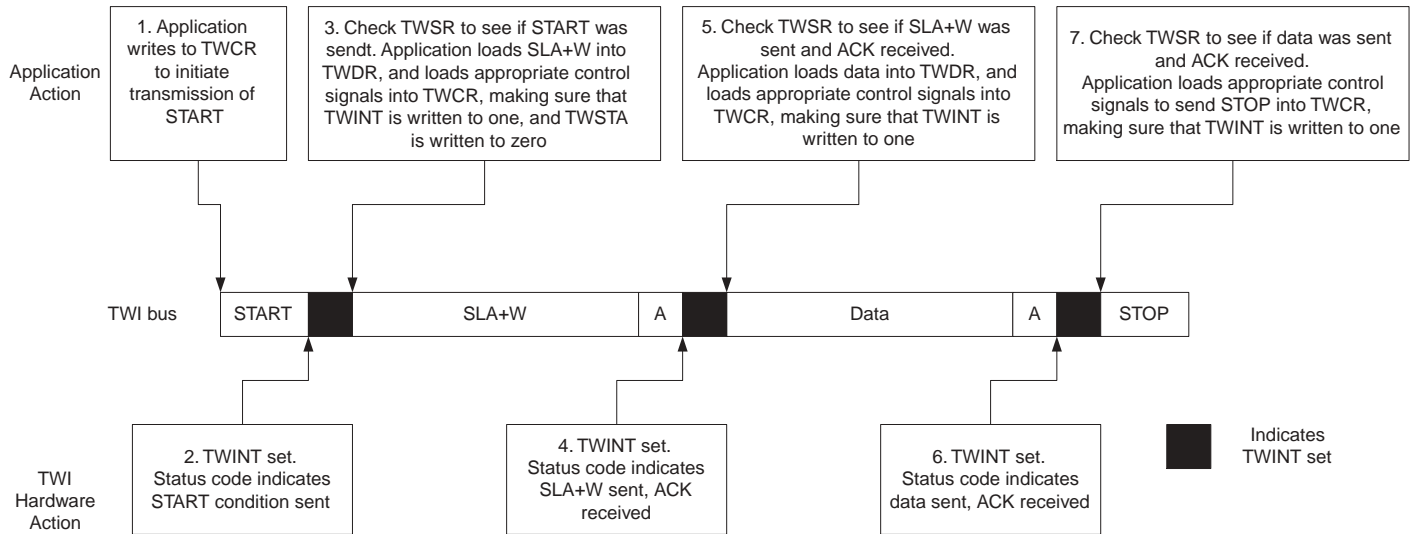 Application
Action
1. Application
writes to TWCR
to initiate
transmission of
START
3. Check TWSR to see if START was
sendt. Application loads SLA+W into
TWDR, and loads appropriate control
signals into TWCR, making sure that
TWINT is written to one, and TWSTA
is written to zero
5. Check TWSR to see if SLA+W was
sent and ACK received.
Application loads data into TWDR, and
loads appropriate control signals into
TWCR, making sure that TWINT is
written to one
7. Check TWSR to see if data was sent
and ACK received.
Application loads appropriate control
signals to send STOP into TWCR,
making sure that TWINT is written to one
TWI bus
START
SLA+W
A
Data
A
STOP
TWI
Hardware
Action
2. TWINT set.
Status code indicates
START condition sent
4. TWINT set.
Status code indicates
SLA+W sent, ACK
received
6. TWINT set.
Status code indicates
data sent, ACK received
Indicates
TWINT set